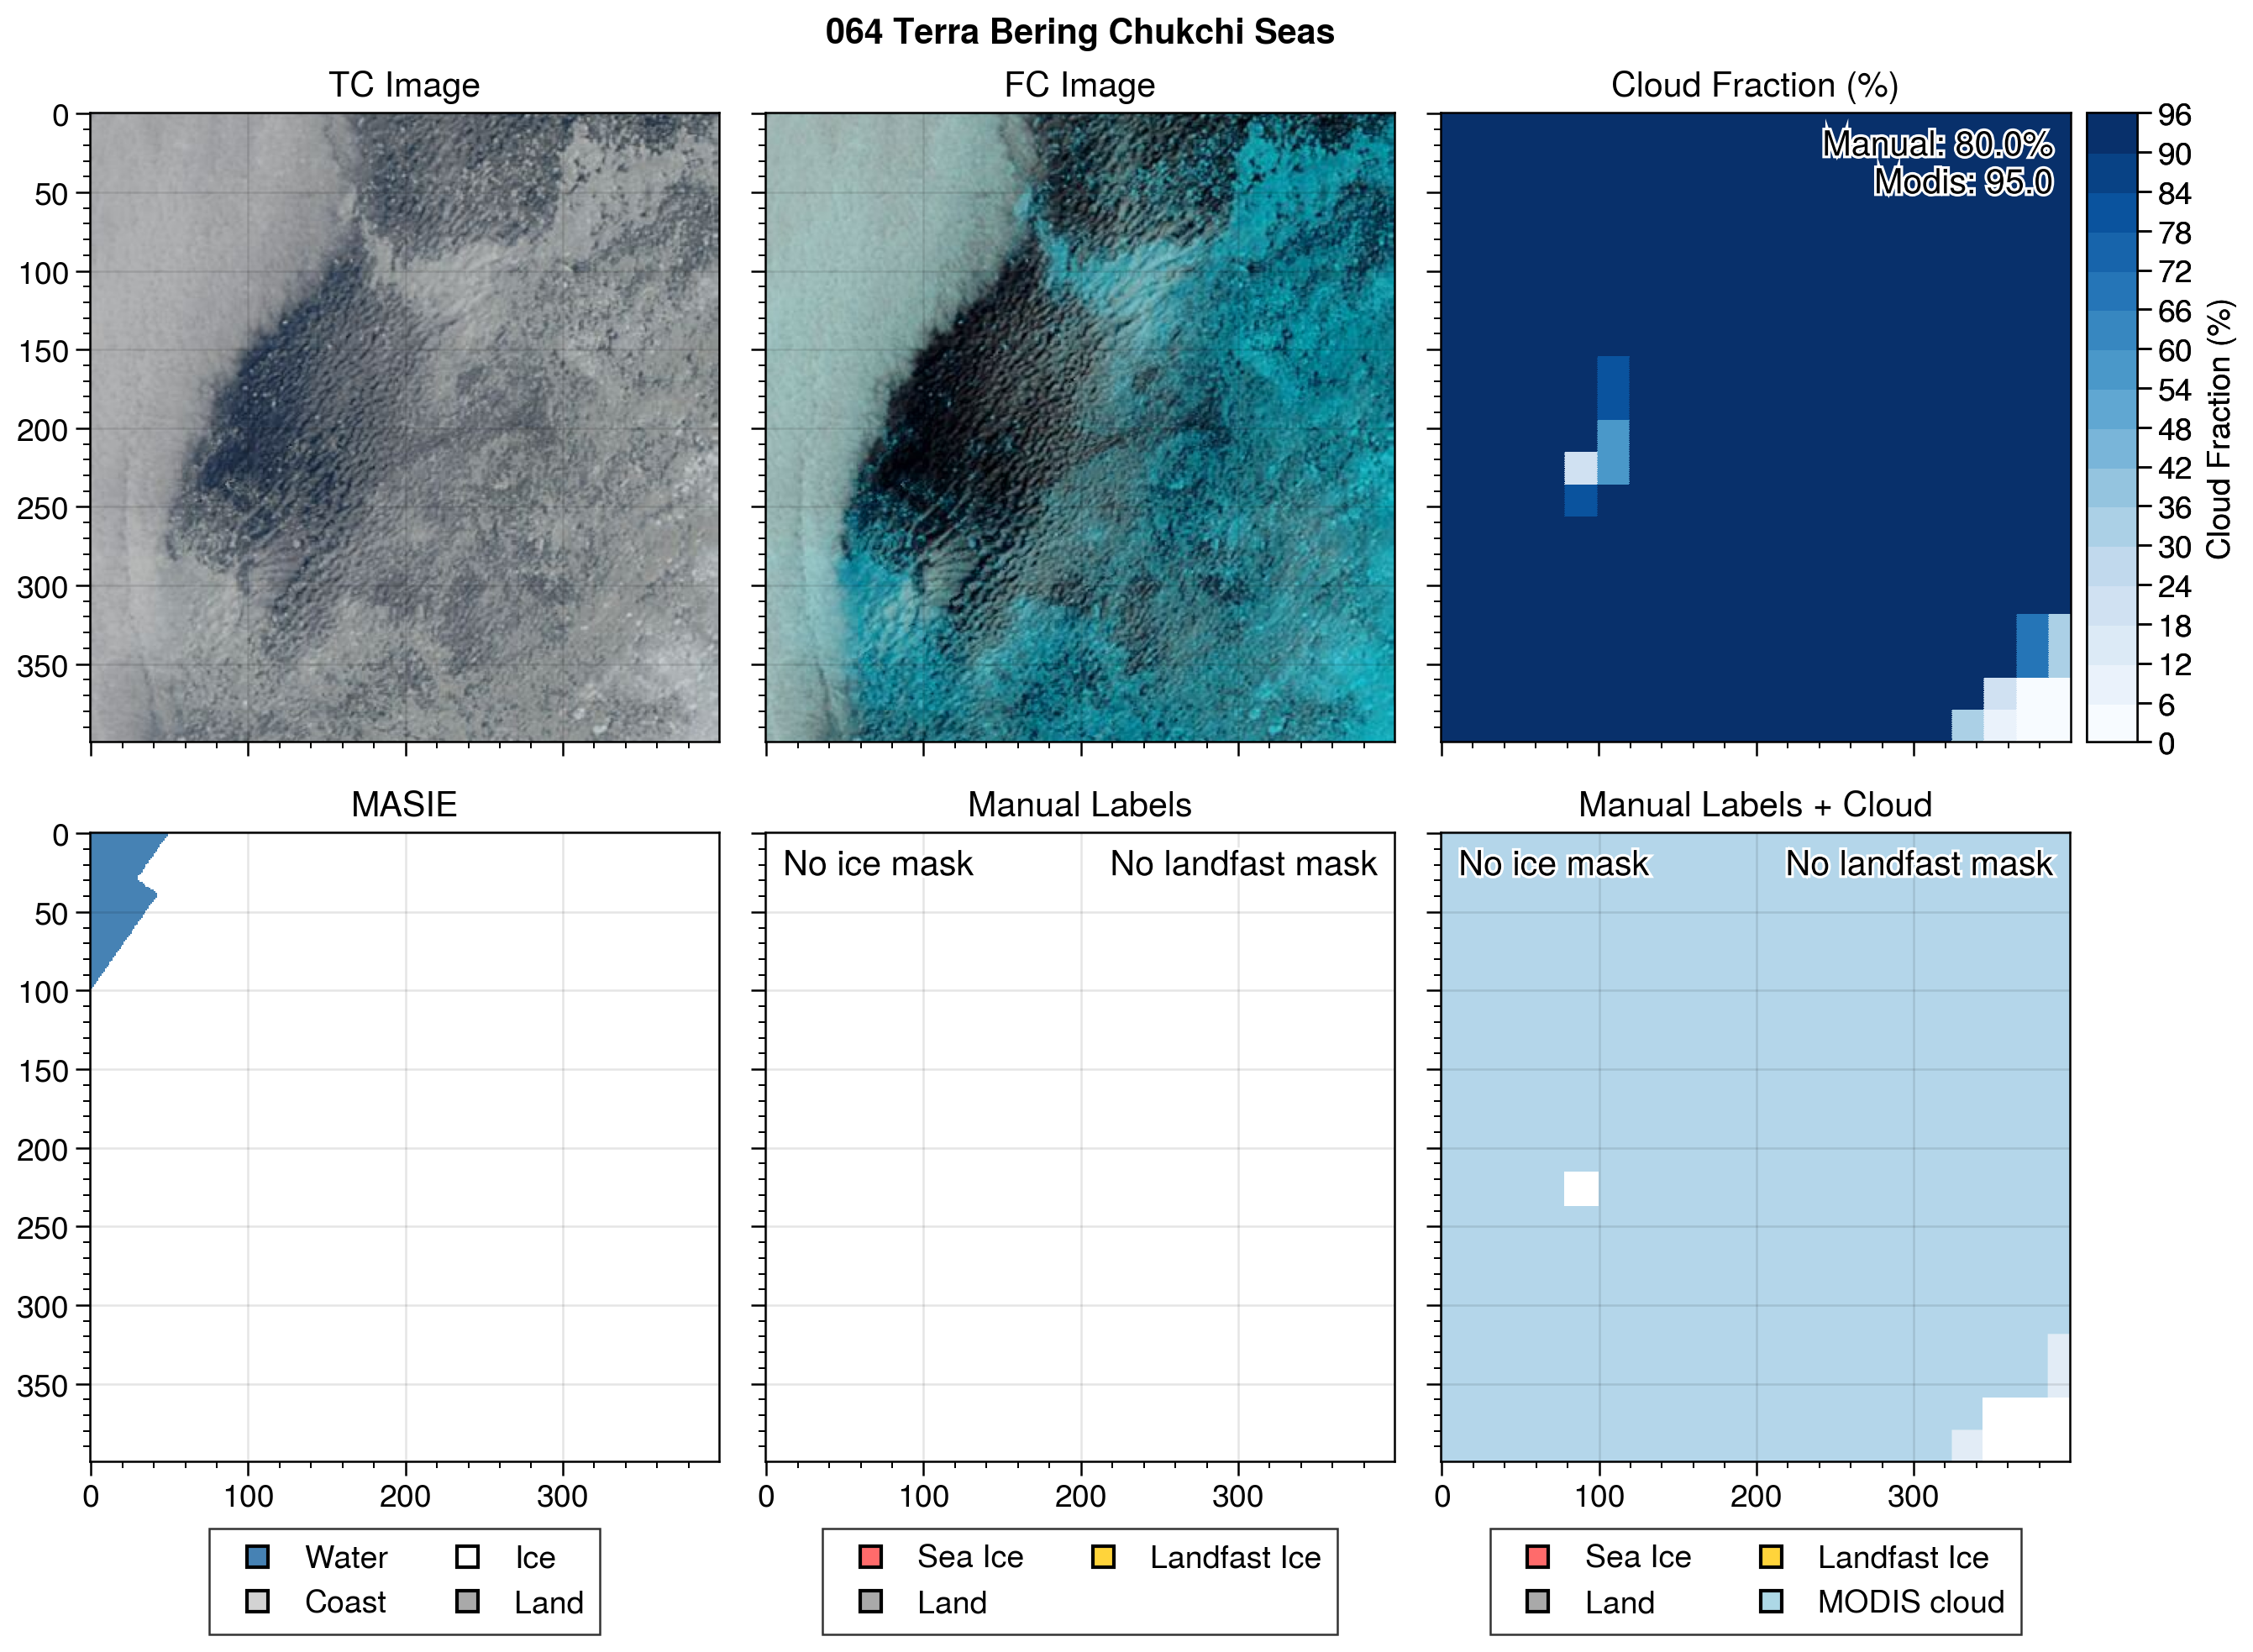 064 Terra Bering Chukchi Seas
TC Image
FC Image
Cloud Fraction (%)
0
50
100
150
200
250
300
350
Manual: 80.0%
Modis: 95.0
96
90
84
78
72
66
60
54
48
42
36
30
24
18
12
6
0
Cloud Fraction (%)
MASIE
Manual Labels
Manual Labels + Cloud
0
50
100
150
200
250
300
350
No ice mask
No landfast mask
No ice mask
No landfast mask
0 100 200 300
0 100 200 300
0 100 200 300
Water
Ice
Coast
Land
Sea Ice
Landfast Ice
Land
Sea Ice
Landfast Ice
Land
MODIS cloud